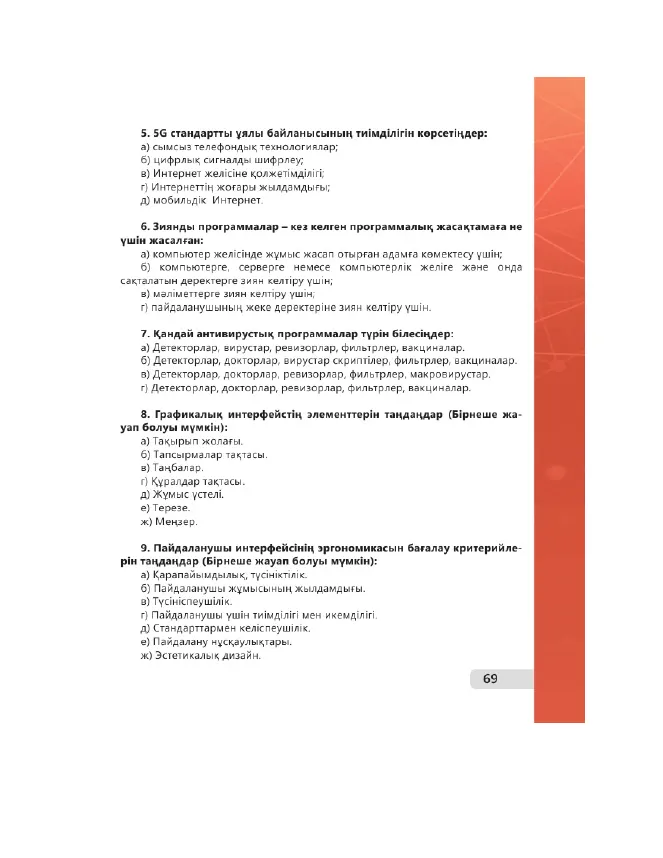 5. 5G стандартты ұялы байланысының тиімділігін көрсетіңдер:
а) сымсыз телефондық технологиялар;
б) цифрлық сигналды шифрлеу;
в) Интернет желісіне қолжетімділігі;
г) Интернеттің жоғары жылдамдығы;
д) мобильдік Интернет.
6. Зиянды программалар – кез келген программалық жасақтамаға не
үшін жасалған:
а) компьютер желісінде жұмыс жасап отырған адамға көмектесу үшін;
б) компьютерге, серверге немесе компьютерлік желіге және онда
сақталатын деректерге зиян келтіру үшін;
в) мәліметтерге зиян келтіру үшін;
г) пайдаланушының жеке деректеріне зиян келтіру үшін.
7. Қандай антивирустық программалар түрін білесіңдер:
а) Детекторлар, вирустар, ревизорлар, фильтрлер, вакциналар.
б) Детекторлар, докторлар, вирустар скриптілер, фильтрлер, вакциналар.
в) Детекторлар, докторлар, ревизорлар, фильтрлер, макровирустар.
г) Детекторлар, докторлар, ревизорлар, фильтрлер, вакциналар.
8. Графикалық интерфейстің элементтерін таңдаңдар (Бірнеше жа-
уап болуы мүмкін):
а) Тақырып жолағы.
б) Тапсырмалар тақтасы.
в) Таңбалар.
г) Құралдар тақтасы.
д) Жұмыс үстелі.
е) Терезе.
ж) Меңзер.
9. Пайдаланушы интерфейсінің эргономикасын бағалау критерийле-
рін таңдаңдар (Бірнеше жауап болуы мүмкін):
а) Қарапайымдылық, түсініктілік.
б) Пайдаланушы жұмысының жылдамдығы.
в) Түсініспеушілік.
г) Пайдаланушы үшін тиімділігі мен икемділігі.
д) Стандарттармен келіспеушілік.
е) Пайдалану нұсқаулықтары.
ж) Эстетикалық дизайн.
69